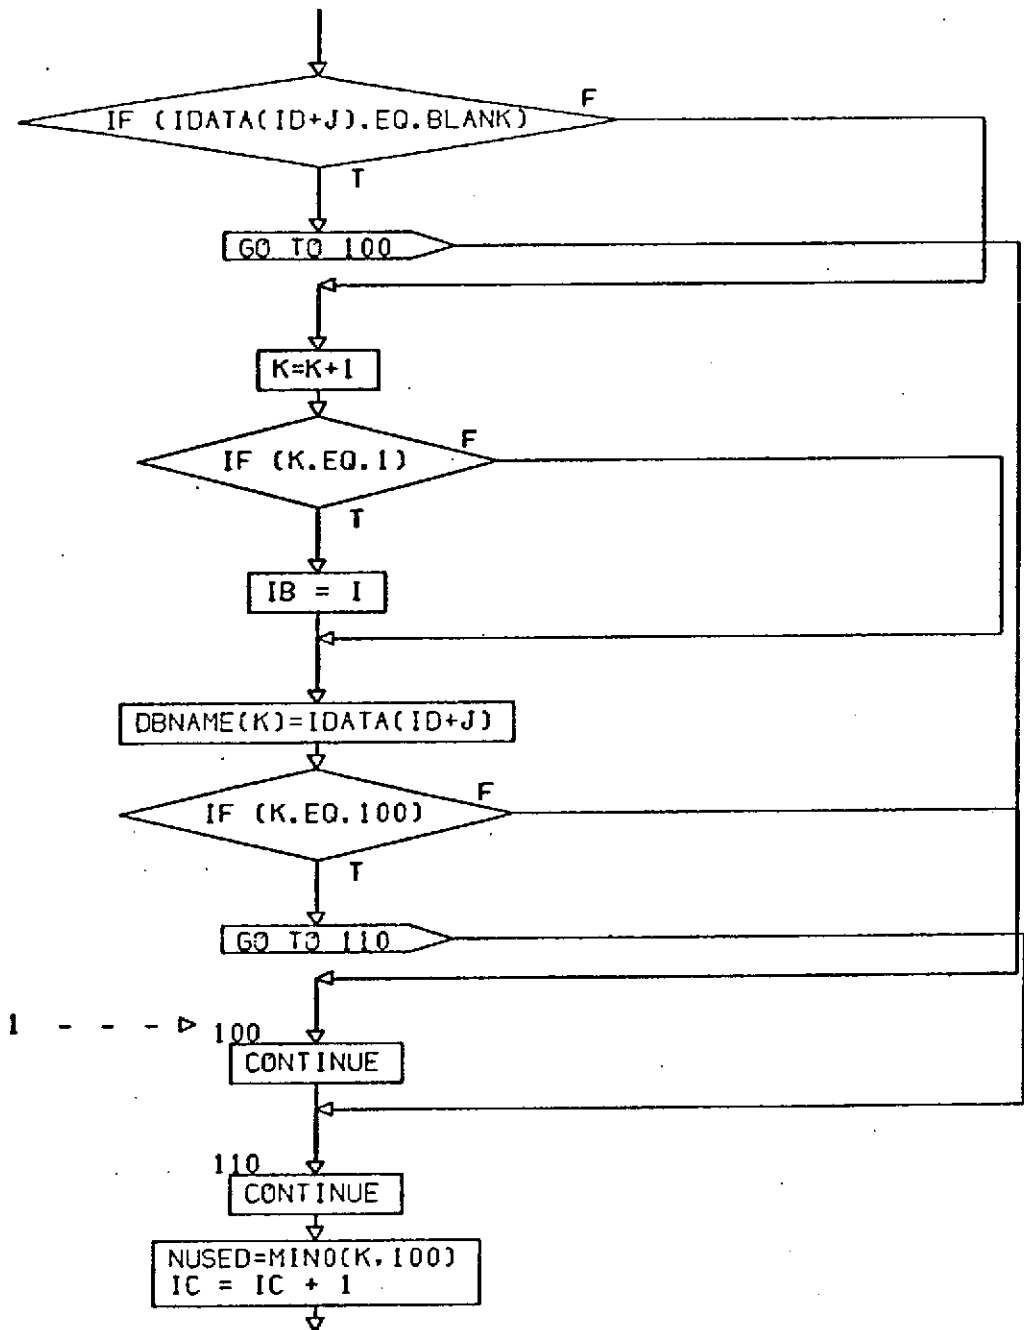 IF (IDATA(ID+J).EQ.BLANK)
F
T
GO TO 100
K=K+1
IF (K.EQ.1)
F
T
IB = I
DBNAME(K)=IDATA(ID+J)
IF (K.EQ.100)
F
T
GO TO 110
1 - - -
100
CONTINUE
110
CONTINUE
NUSED=MIN0(K,100)
IC = IC + 1